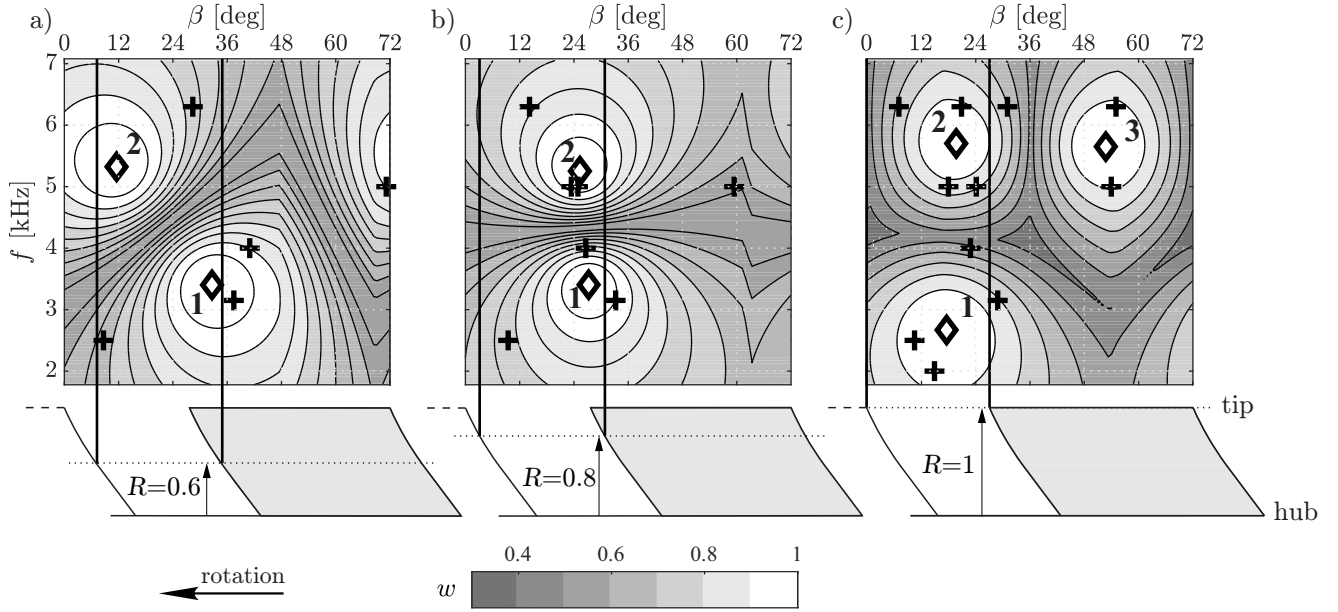 a) β [deg] b) β [deg] c) β [deg]
0 12 24 36 48 72 0 12 24 36 48 60 72 0 12 24 36 48 60 72
7
6
5
4
3
2
f [kHz]
2
1
2
1
2
3
1
tip
R=0.6
R=0.8
R=1
hub
0.4 0.6 0.8 1
rotation
w